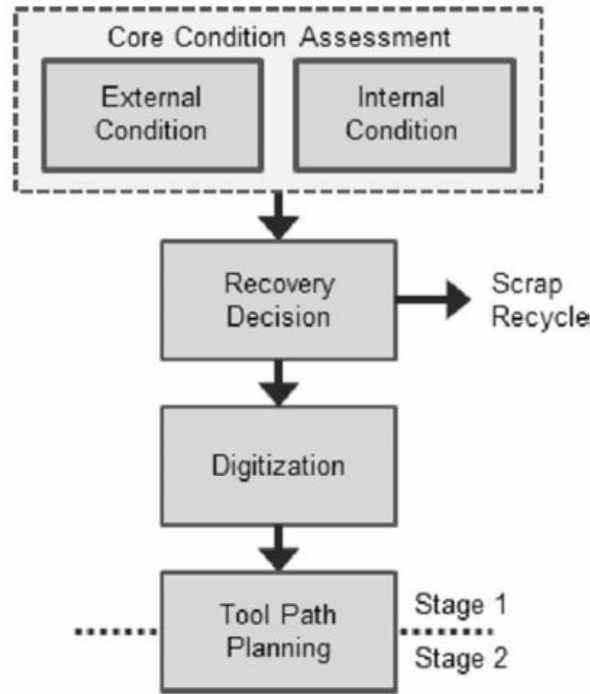 Core Condition Assessment
External
Condition
Internal
Condition
Recovery
Decision
Scrap
Recycle
Digitization
Tool Path
Planning
Stage 1
Stage 2